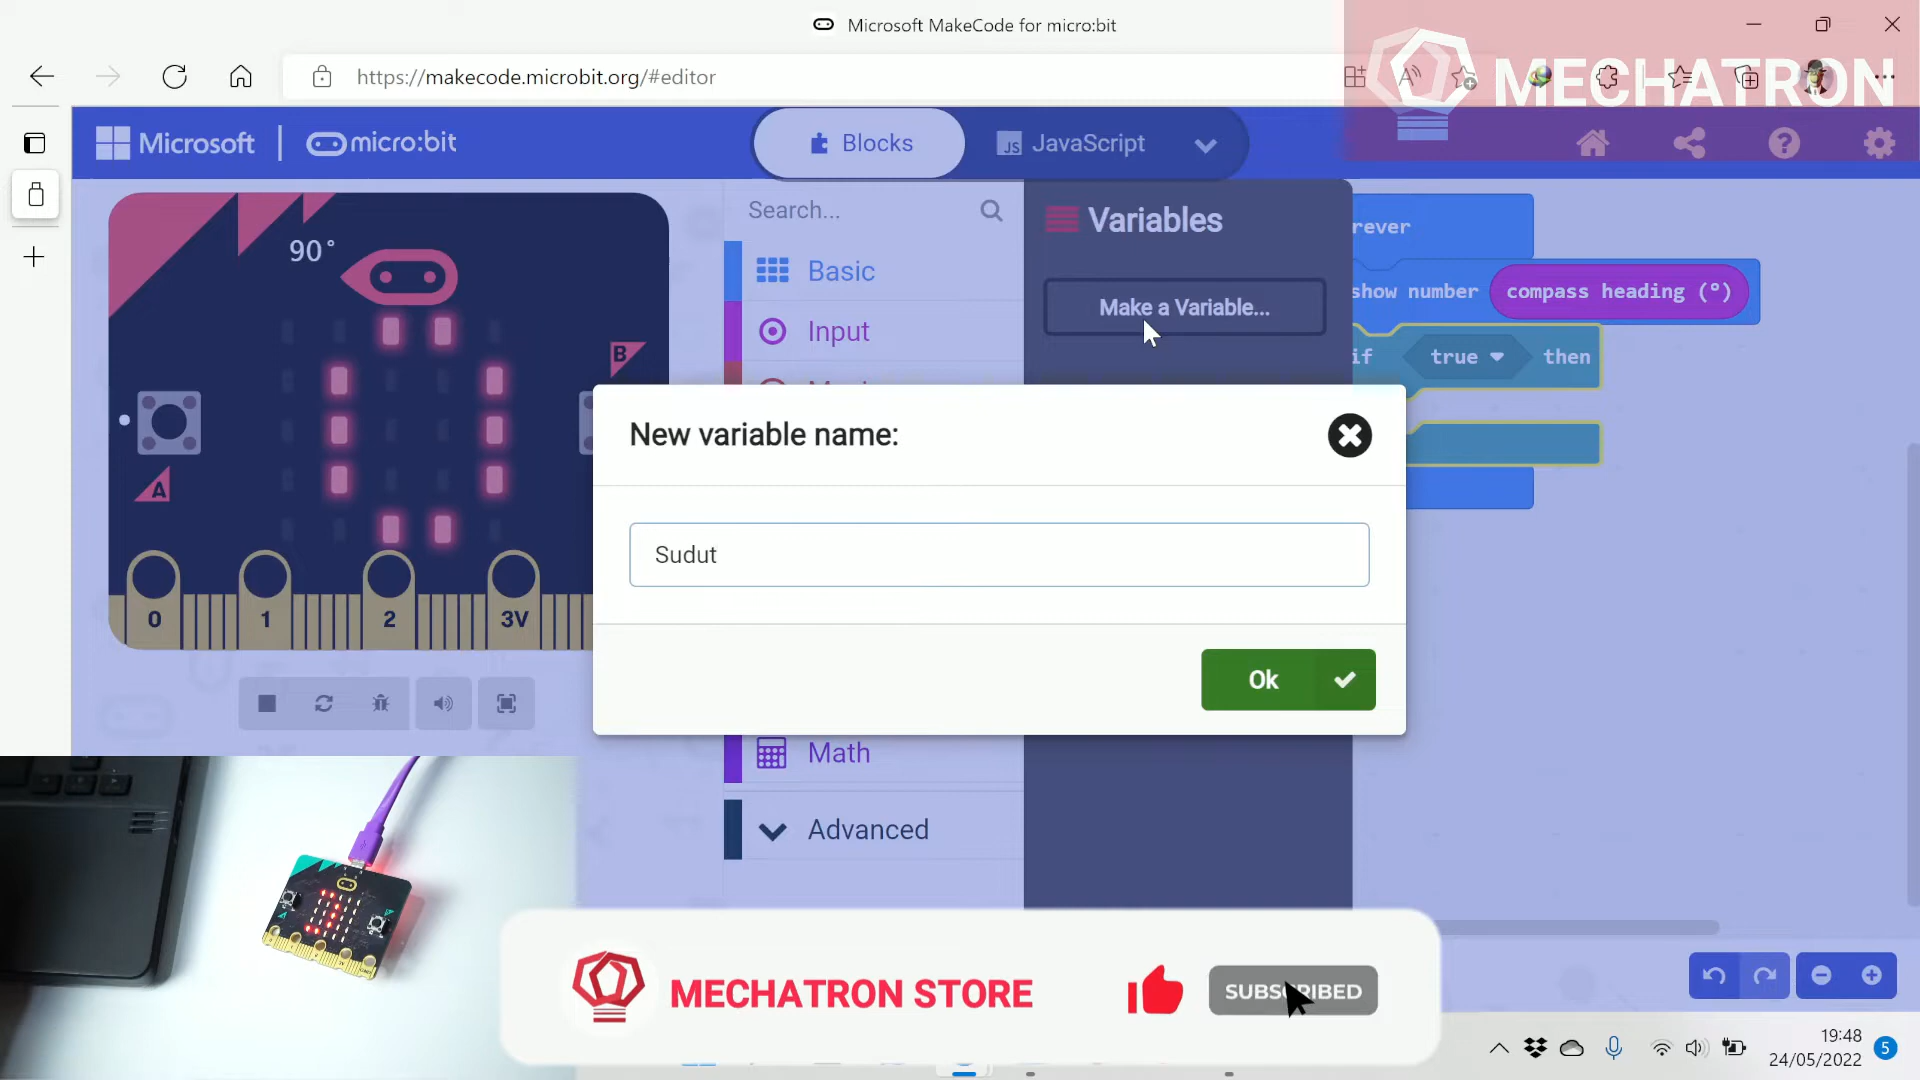 Microsoft MakeCode for micro:bit
https://makecode.microbit.org/#editor
MECHATRON
Microsoft
micro:bit
Blocks
JS JavaScript
90°
B
A
0 1 2 3V
Search...
Basic
Input
Variables
Make a Variable...
rever
show number compass heading (°)
if true then
New variable name:
Sudut
Ok
Math
Advanced
MECHATRON STORE
SUBSCRIBED
19:48
24/05/2022
5